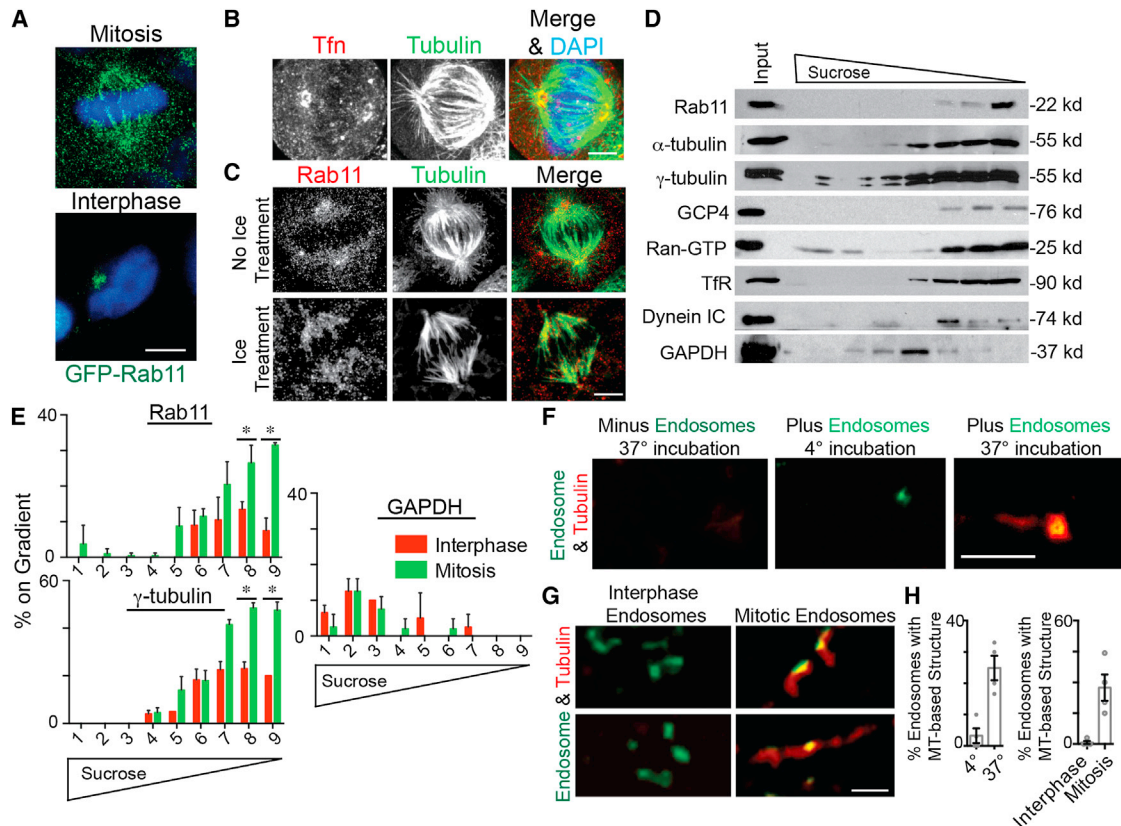 A
Mitosis
Interphase
GFP-Rab11
B
Tfn
Tubulin
Merge
& DAPI
C
Rab11
Tubulin
Merge
No Ice
Treatment
Ice
Treatment
D
Input
Sucrose
Rab11
-22 kd
α-tubulin
-55 kd
γ-tubulin
-55 kd
GCP4
-76 kd
Ran-GTP
-25 kd
TfR
-90 kd
Dynein IC
-74 kd
GAPDH
-37 kd
E
% on Gradient
40
Rab11
* *
0
1 2 3 4 5 6 7 8 9
60
γ-tubulin
* *
0
1 2 3 4 5 6 7 8 9
Sucrose
40
GAPDH
Interphase
Mitosis
0
1 2 3 4 5 6 7 8 9
Sucrose
F
Minus Endosomes
37° incubation
Plus Endosomes
4° incubation
Plus Endosomes
37° incubation
Endosome
& Tubulin
G
Interphase
Endosomes
Mitotic Endosomes
Endosome & Tubulin
H
% Endosomes with
MT-based Structure
40
0
4° 37°
% Endosomes with
MT-based Structure
60
0
Interphase
Mitosis